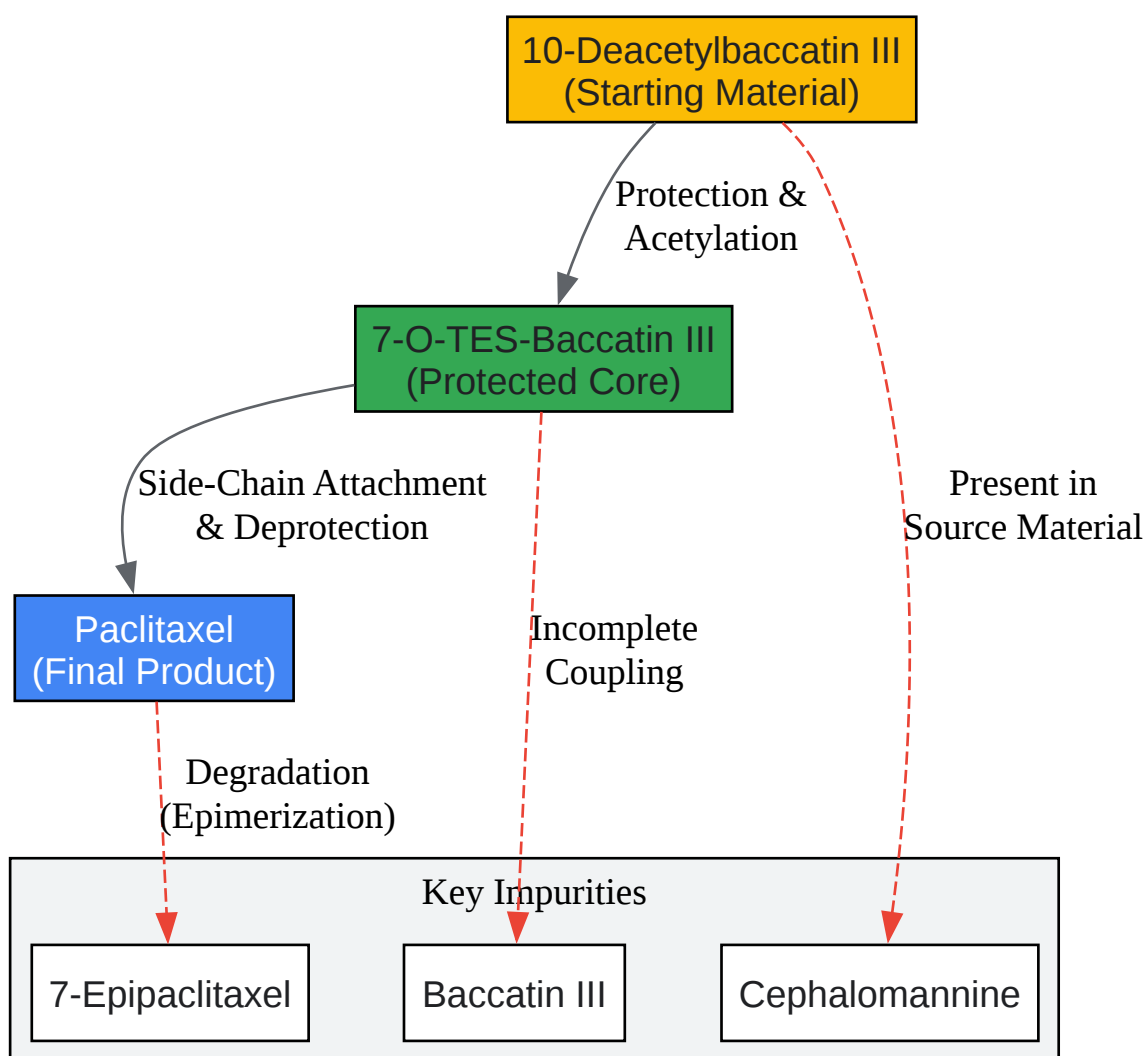 10-Deacetylbaccatin III
(Starting Material)
Protection &
Acetylation
7-O-TES-Baccatin III
(Protected Core)
Side-Chain Attachment
& Deprotection
Present in
Source Material
Paclitaxel
(Final Product)
Incomplete
Coupling
Degradation
(Epimerization)
Key Impurities
7-Epipaclitaxel
Baccatin III
Cephalomannine